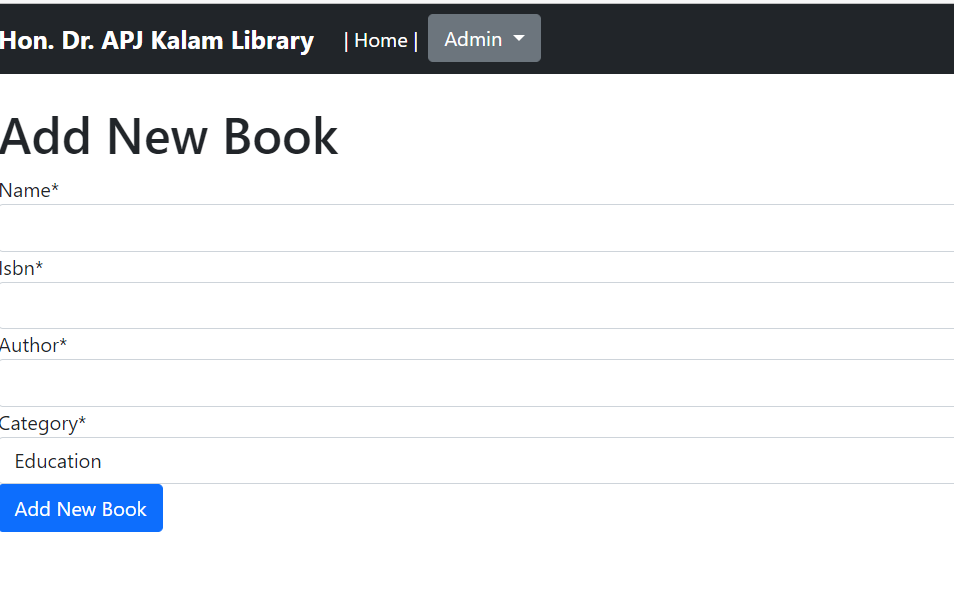 Hon. Dr. APJ Kalam Library | Home | Admin
Add New Book
Name*
Isbn*
Author*
Category*
Education
Add New Book